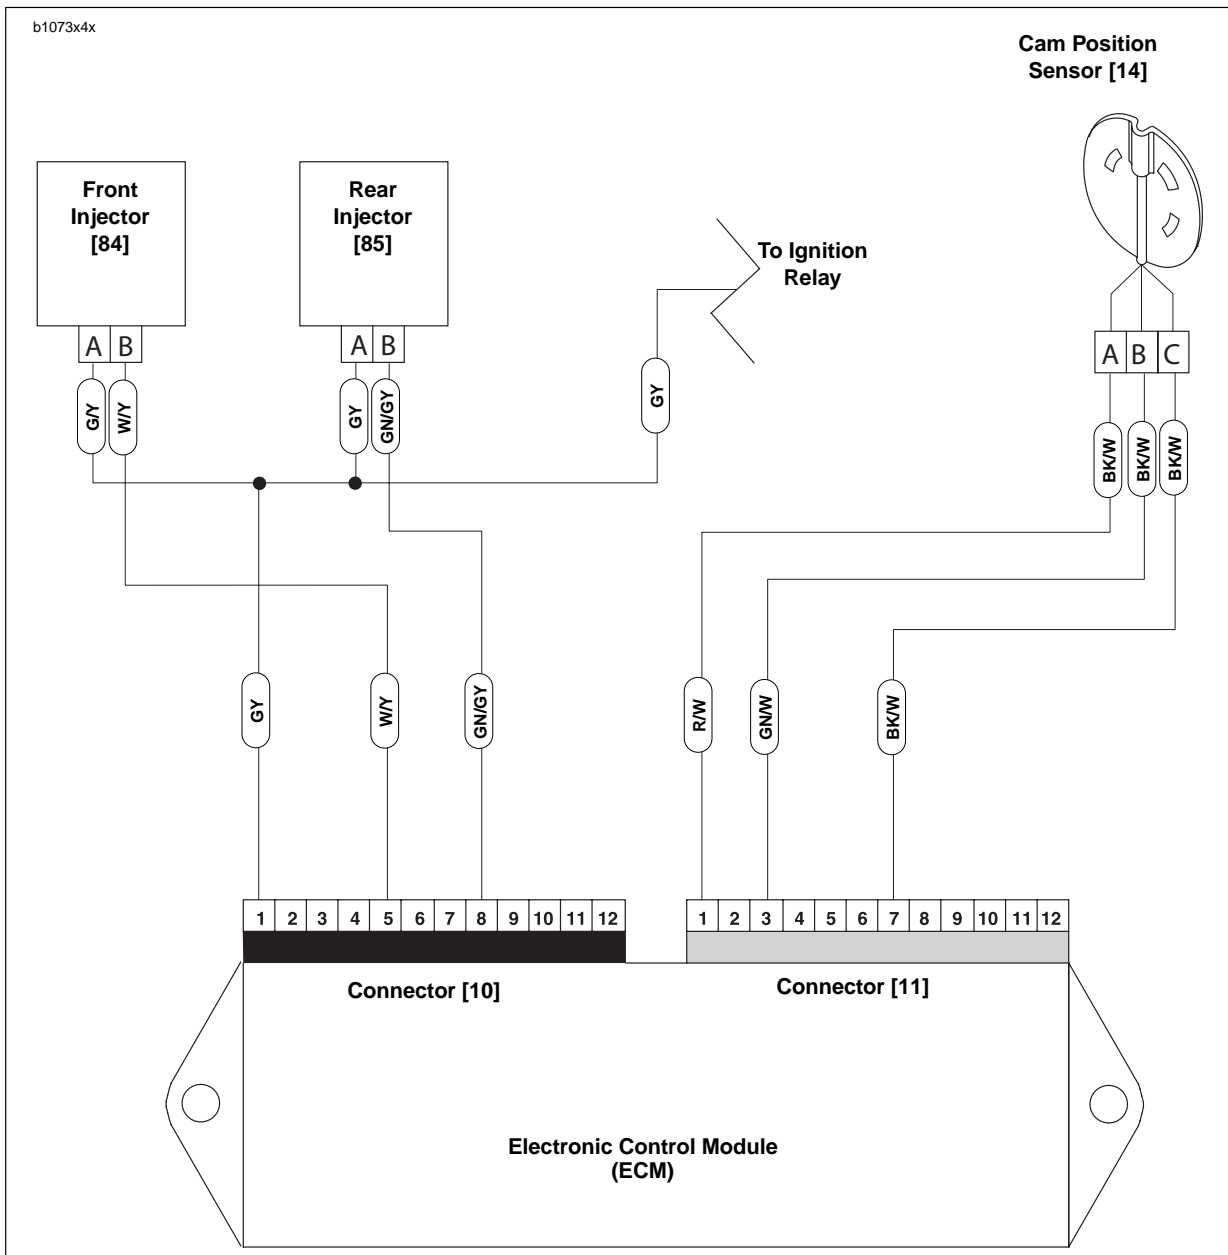 b1073x4x
Cam Position
Sensor [14]
Front
Injector
[84]
Rear
Injector
[85]
To Ignition
Relay
A B
A B
A B C
G/Y
W/Y
GY
GN/GY
GY
BK/W
BK/W
BK/W
GY
W/Y
GN/GY
R/W
GN/W
BK/W
1 2 3 4 5 6 7 8 9 10 11 12
1 2 3 4 5 6 7 8 9 10 11 12
Connector [10]
Connector [11]
Electronic Control Module
(ECM)